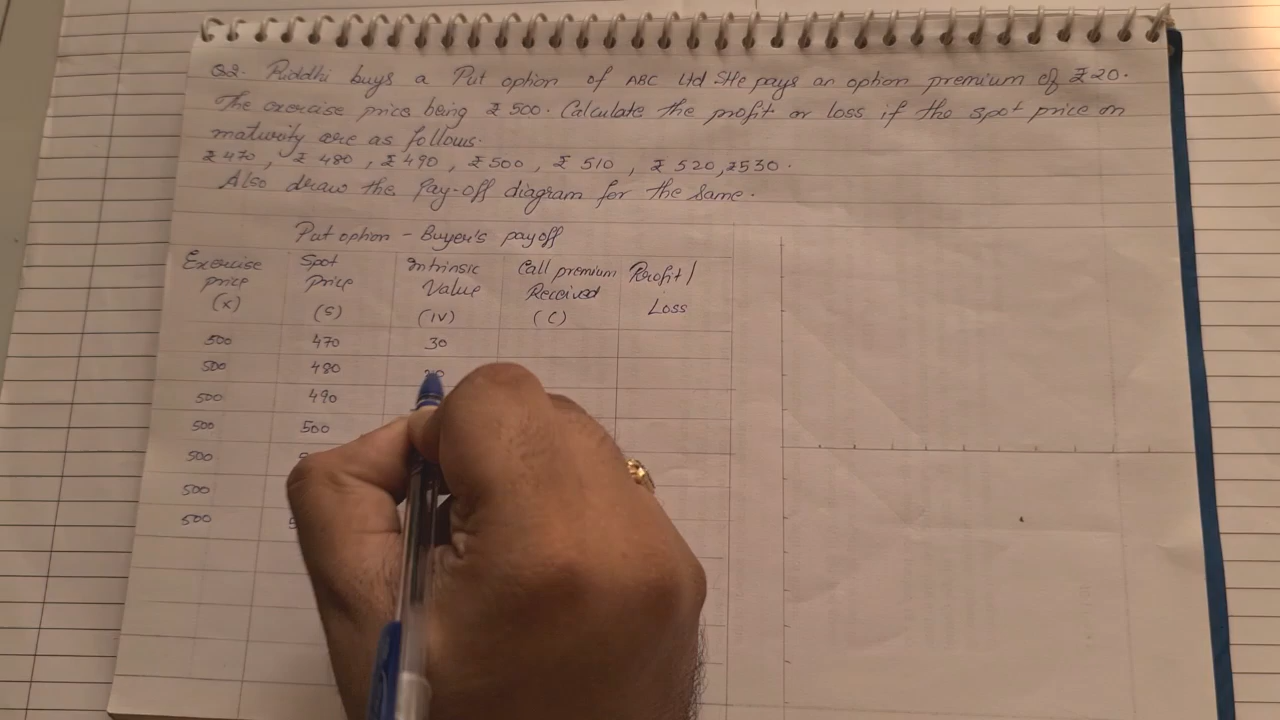 Q2. Riddhi buys a Put option of ABC Ltd SHe pays an option premium of ₹20.
The exercise price being ₹500. Calculate the profit or loss if the spot price on
maturity are as follows.
₹470, ₹480, ₹490, ₹500, ₹510, ₹520, ₹530.
Also draw the Pay-off diagram for the same.
Put option - Buyer's payoff
Exercise price (X) Spot Price (S) Intrinsic Value (IV) Call premium Received (C) Profit/ Loss
500 470 30
500 480
500 490
500 500
500
500
500